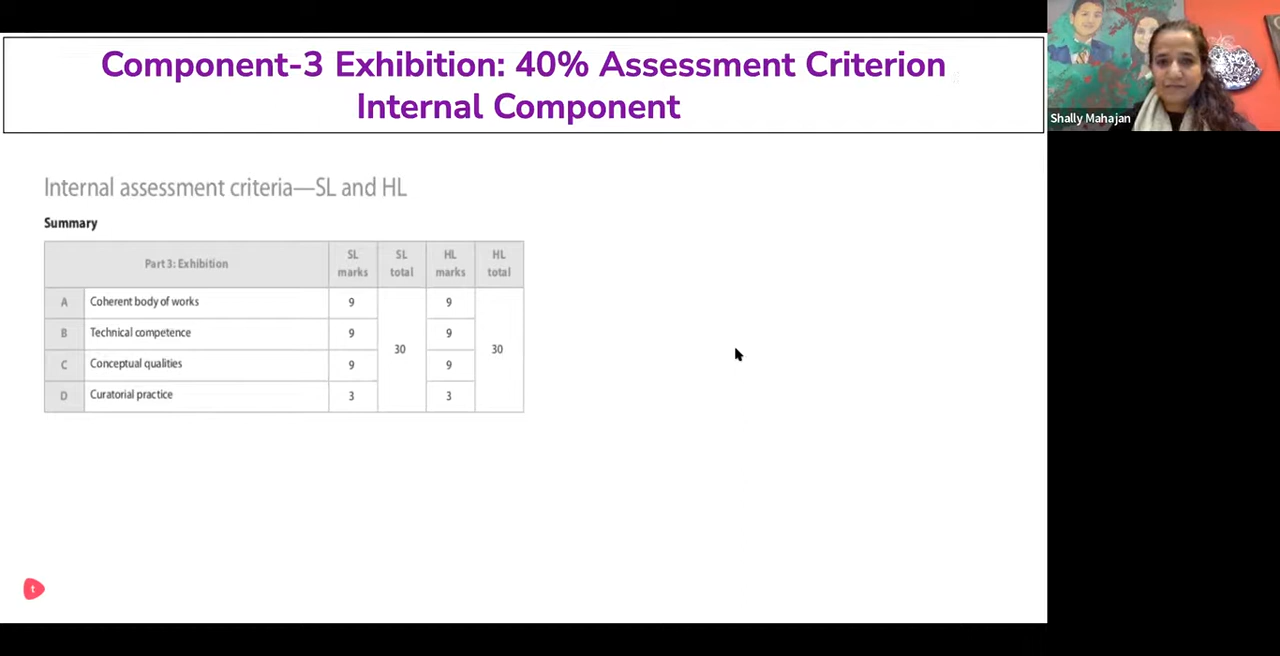 Component-3 Exhibition: 40% Assessment Criterion
Internal Component
Shally Mahajan
Internal assessment criteria—SL and HL
Summary
Part 3: Exhibition SL marks SL total HL marks HL total
A Coherent body of works 9 9
B Technical competence 9 9
30 30
C Conceptual qualities 9 9
D Curatorial practice 3 3
t